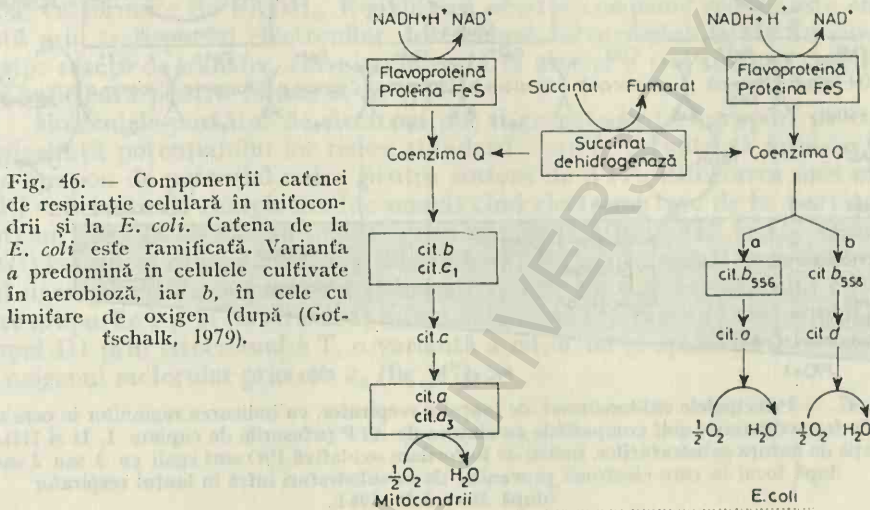 NADH+H⁺ NAD⁺
NADH+ H⁺ NAD⁺
Flavoproteină
Proteina FeS
Succinat Fumarat
Flavoproteină
Proteina FeS
Coenzima Q
Succinat
dehidrogenază
Coenzima Q
Fig. 46. — Componenții catenei
de respirație celulară în mitocon-
drii și la E. coli. Catena de la
E. coli este ramificată. Varianta
a predomină în celulele cultivate
în aerobioză, iar b, în cele cu
limitare de oxigen (după (Got-
tschalk, 1979).
cit.b
cit.c₁
a b
cit.b₅₅₆ cit.b₅₅₈
cit.c
cit.o cit.d
cit.a
cit.a₃
½O₂ H₂O
½O₂ H₂O ½O₂ H₂O
Mitocondrii
E.coli
UNIVERSITY